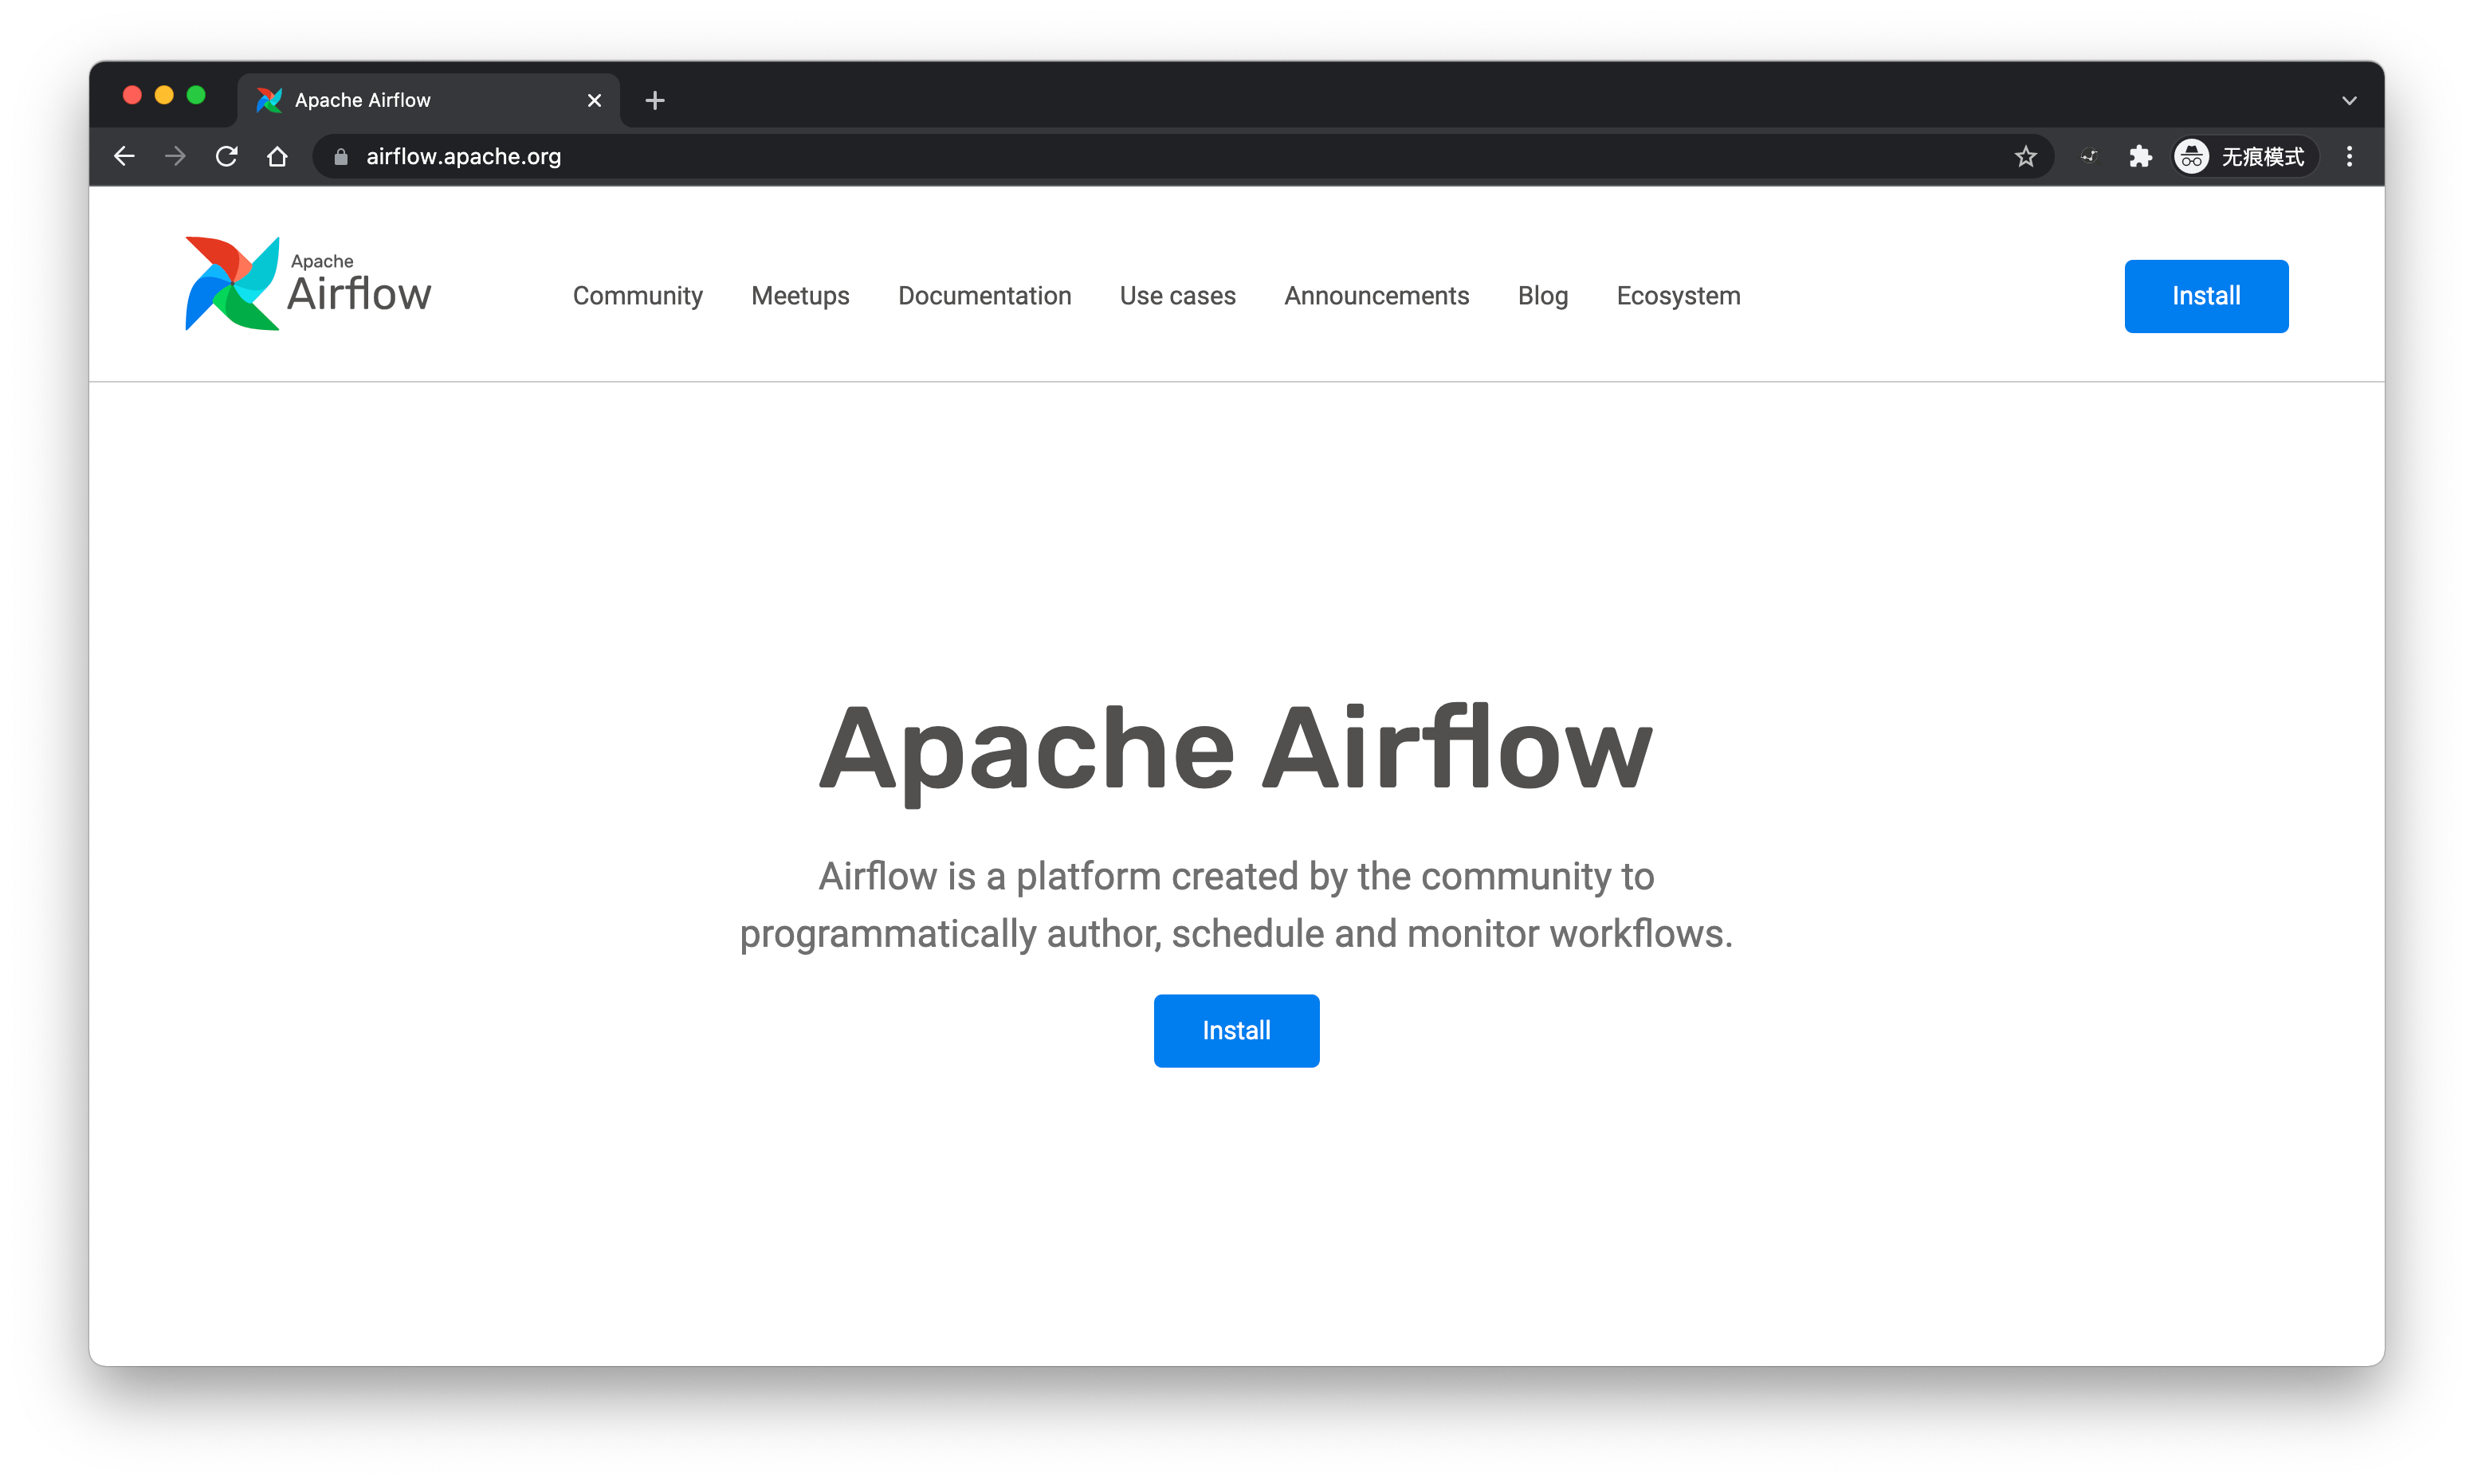 Apache Airflow
airflow.apache.org
无痕模式
Apache
Airflow
Community Meetups Documentation Use cases Announcements Blog Ecosystem
Install
Apache Airflow
Airflow is a platform created by the community to
programmatically author, schedule and monitor workflows.
Install